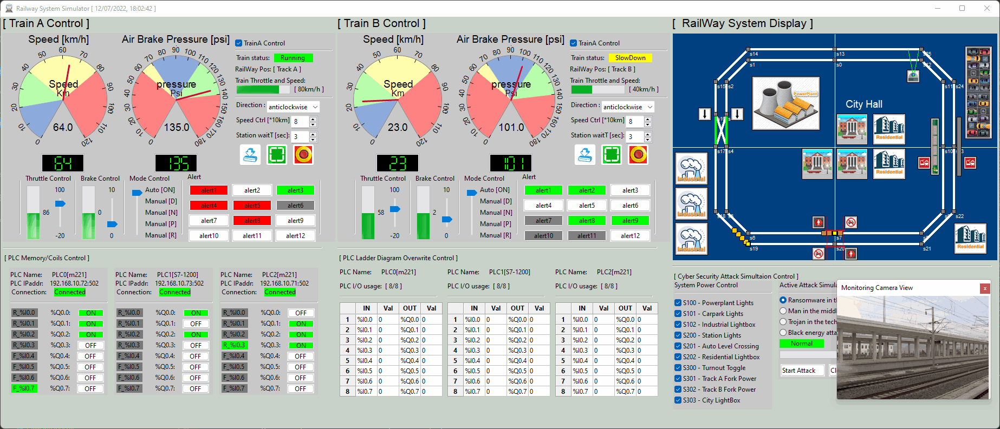 Railway System Simulator [ 12/07/2022, 18:02:42 ]
[ Train A Control ]
Speed [km/h]
Air Brake Pressure [psi]
TrainA Control
Train status: Running
RailWay Pos: [ Track A ]
Train Throttle and Speed:
[ 80km/h ]
Direction : anticlockwise
Speed Ctrl [*10km] 8
Station waitT [sec]: 3
0 10 20 30 40 50 60 70 80 90 100 110 120
Speed
Km
64.0
0 60 70 80 90 100 110 120 130 140 150 160 170 180
pressure
Psi
135.0
64
135
Throttle Control
100
86
-20
Brake Control
10
0
0
Mode Control
Auto [ON]
Manual [D]
Manual [N]
Manual [P]
Manual [R]
Alert
alert1 alert2 alert3
alert4 alert5 alert6
alert7 alert8 alert9
alert10 alert11 alert12
[ Train B Control ]
Speed [km/h]
Air Brake Pressure [psi]
TrainA Control
Train status: SlowDown
RailWay Pos: [ Track B ]
Train Throttle and Speed:
[ 40km/h ]
Direction : anticlockwise
Speed Ctrl [*10km] 8
Station waitT [sec]: 3
0 10 20 30 40 50 60 70 80 90 100 110 120
Speed
Km
23.0
0 60 70 80 90 100 110 120 130 140 150 160 170 180
pressure
Psi
101.0
23
101
Throttle Control
100
58
-20
Brake Control
10
2
0
Mode Control
Auto [ON]
Manual [D]
Manual [N]
Manual [P]
Manual [R]
Alert
alert1 alert2 alert3
alert4 alert5 alert6
alert7 alert8 alert9
alert10 alert11 alert12
[ RailWay System Display ]
s14 s13
s1 s0 s12
s15 s2 s11 s24
PowerPlant
City Hall
Residential
s17 s4 s10
Residential
Industrial
Industrial
Industrial
s22
s6 s7
s19 s20 s21
Residential
[ PLC Memory/Coils Control ]
PLC Name: PLC0[m221]
PLC IPaddr: 192.168.10.72:502
Connection: Connected
R_%I0.0 %Q0.0: ON
R_%I0.1 %Q0.1: ON
R_%I0.2 %Q0.2: ON
R_%I0.3 %Q0.3: OFF
F_%I0.4 %Q0.4: OFF
F_%I0.5 %Q0.5: OFF
F_%I0.6 %Q0.6: OFF
F_%I0.7 %Q0.7: OFF
PLC Name: PLC1[S7-1200]
PLC IPaddr: 192.168.10.73:502
Connection: Connected
R_%I0.0 %Q0.0: ON
R_%I0.1 %Q0.1: OFF
R_%I0.2 %Q0.2: ON
R_%I0.3 %Q0.3: OFF
F_%I0.4 %Q0.4: OFF
F_%I0.5 %Q0.5: OFF
F_%I0.6 %Q0.6: OFF
F_%I0.7 %Q0.7: OFF
PLC Name: PLC2[m221]
PLC IPaddr: 192.168.10.71:502
Connection: Connected
R_%I0.0 %Q0.0: OFF
R_%I0.1 %Q0.1: ON
R_%I0.2 %Q0.2: ON
R_%I0.3 %Q0.3: ON
F_%I0.4 %Q0.4: OFF
F_%I0.5 %Q0.5: OFF
F_%I0.6 %Q0.6: OFF
F_%I0.7 %Q0.7: OFF
[ PLC Ladder Diagram Overwrite Control ]
PLC Name: PLC0[m221]
PLC I/O usage: [ 8/8 ]
IN Val OUT Val
1 %I0.0 0 %Q0.0 0
2 %I0.1 0 %Q0.1 0
3 %I0.2 0 %Q0.2 0
4 %I0.3 0 %Q0.3 0
5 %I0.4 0 %Q0.4 0
6 %I0.5 0 %Q0.5 0
7 %I0.6 0 %Q0.6 0
8 %I0.7 0 %Q0.7 0
PLC Name: PLC1[S7-1200]
PLC I/O usage: [ 8/8 ]
IN Val OUT Val
1 %I0.0 0 %Q0.0 0
2 %I0.1 0 %Q0.1 0
3 %I0.2 0 %Q0.2 0
4 %I0.3 0 %Q0.3 0
5 %I0.4 0 %Q0.4 0
6 %I0.5 0 %Q0.5 0
7 %I0.6 0 %Q0.6 0
8 %I0.7 0 %Q0.7 0
PLC Name: PLC2[m221]
PLC I/O usage: [ 8/8 ]
IN Val OUT Val
1 %I0.0 0 %Q0.0 0
2 %I0.1 0 %Q0.1 0
3 %I0.2 0 %Q0.2 0
4 %I0.3 0 %Q0.3 0
5 %I0.4 0 %Q0.4 0
6 %I0.5 0 %Q0.5 0
7 %I0.6 0 %Q0.6 0
8 %I0.7 0 %Q0.7 0
[ Cyber Security Attack Simultaion Control ]
System Power Control
S100 - Powerplant Lights
S101 - Carpark Lights
S102 - Industrial Lightbox
S200 - Station Lights
S201 - Auto Level Crossing
S202 - Residential Lightbox
S300 - Turnout Toggle
S301 - Track A Fork Power
S302 - Track B Fork Power
S303 - City LightBox
Active Attack Simula
Ransomware in th
Man in the middl
Trojan in the tech
Black energy atta
Normal
Start Attack
Monitoring Camera View
x